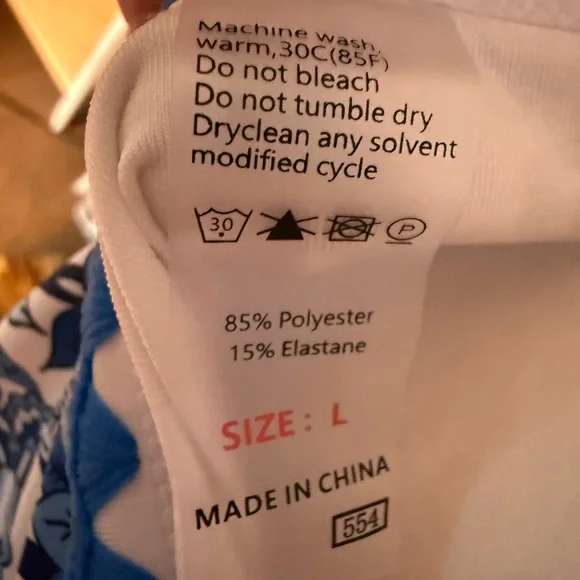 Machine wash,
warm,30C(85F)
Do not bleach
Do not tumble dry
Dryclean any solvent
modified cycle
30 P
85% Polyester
15% Elastane
SIZE: L
MADE IN CHINA
554